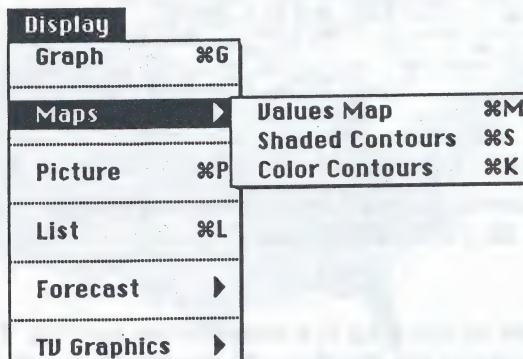 Display
Graph ⌘G
Maps ▶
Values Map ⌘M
Shaded Contours ⌘S
Color Contours ⌘K
Picture ⌘P
List ⌘L
Forecast ▶
TV Graphics ▶